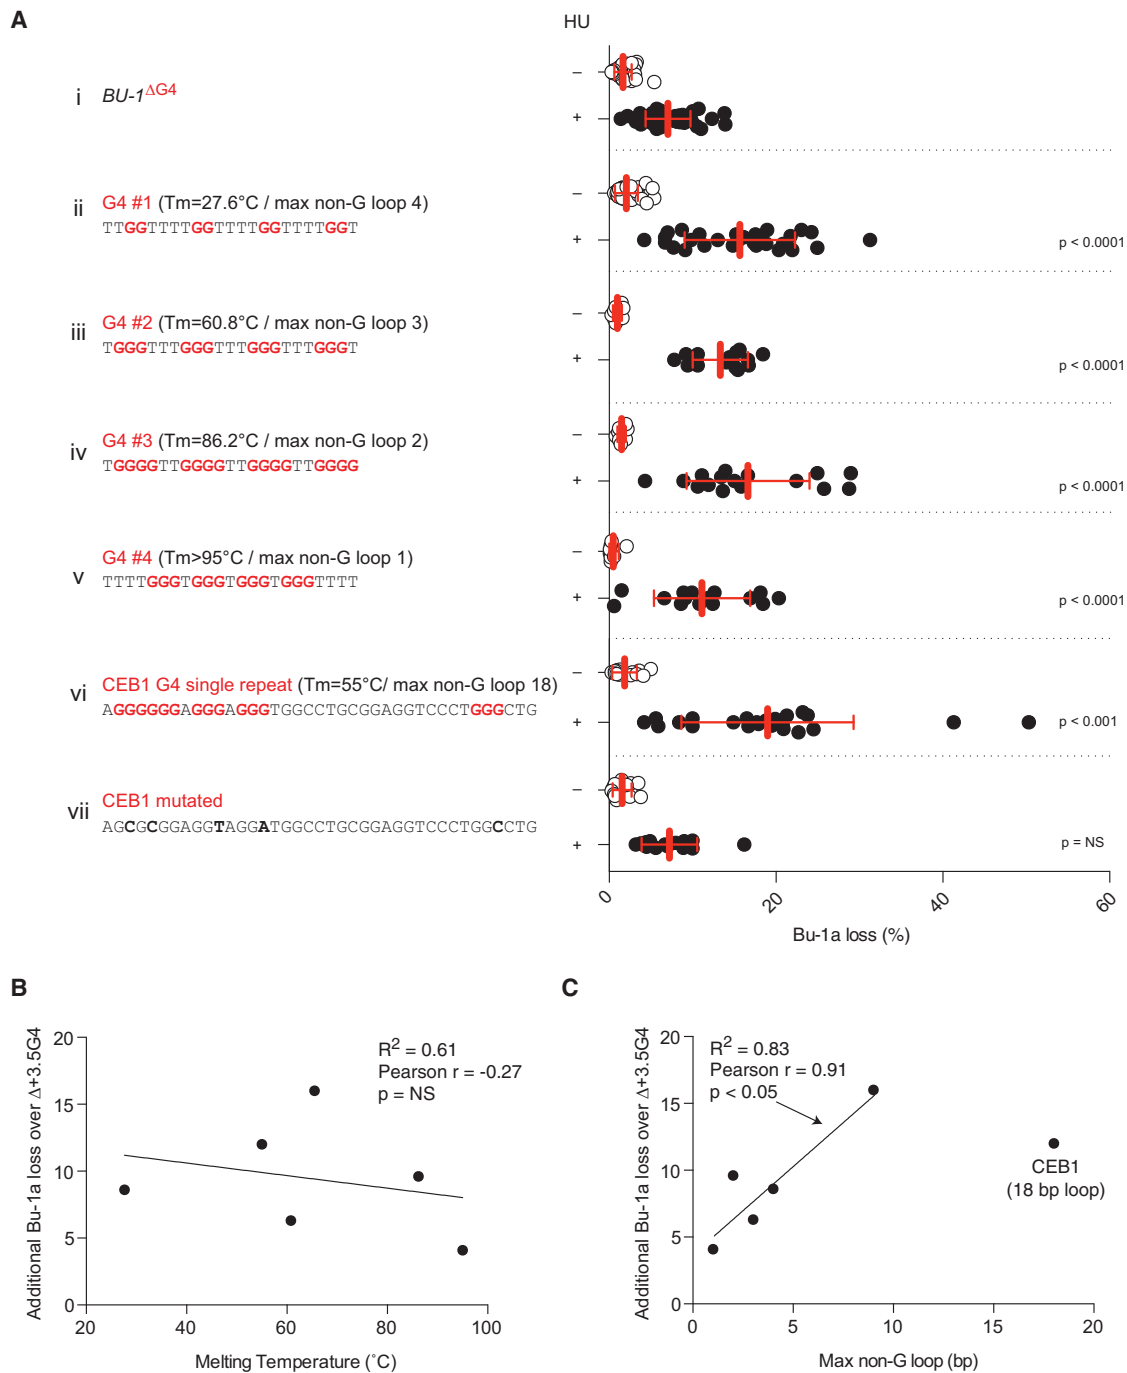 A
HU
i BU-1ΔG4
−
+
ii G4 #1 (Tm=27.6°C / max non-G loop 4)
TTGGTTTTGGTTTTGGTTTTGGT
−
+
p < 0.0001
iii G4 #2 (Tm=60.8°C / max non-G loop 3)
TGGGTTTGGGTTTGGGTTTGGGT
−
+
p < 0.0001
iv G4 #3 (Tm=86.2°C / max non-G loop 2)
TGGGGTTGGGGTTGGGGTTGGGG
−
+
p < 0.0001
v G4 #4 (Tm>95°C / max non-G loop 1)
TTTTGGGTGGGTGGGTGGGTTTT
−
+
p < 0.0001
vi CEB1 G4 single repeat (Tm=55°C/ max non-G loop 18)
AGGGGGGAGGGAGGGTGGCCTGCGGAGGTCCCTGGGCTG
−
+
p < 0.001
vii CEB1 mutated
AGCGCGGAGGTAGGATGGCCTGCGGAGGTCCCTGGCCTG
−
+
p = NS
0 20 40 60
Bu-1a loss (%)
B
Additional Bu-1a loss over Δ+3.5G4
20
15
10
5
0
R2 = 0.61
Pearson r = -0.27
p = NS
20 40 60 80 100
Melting Temperature (°C)
C
Additional Bu-1a loss over Δ+3.5G4
20
15
10
5
0
R2 = 0.83
Pearson r = 0.91
p < 0.05
CEB1
(18 bp loop)
0 5 10 15 20
Max non-G loop (bp)